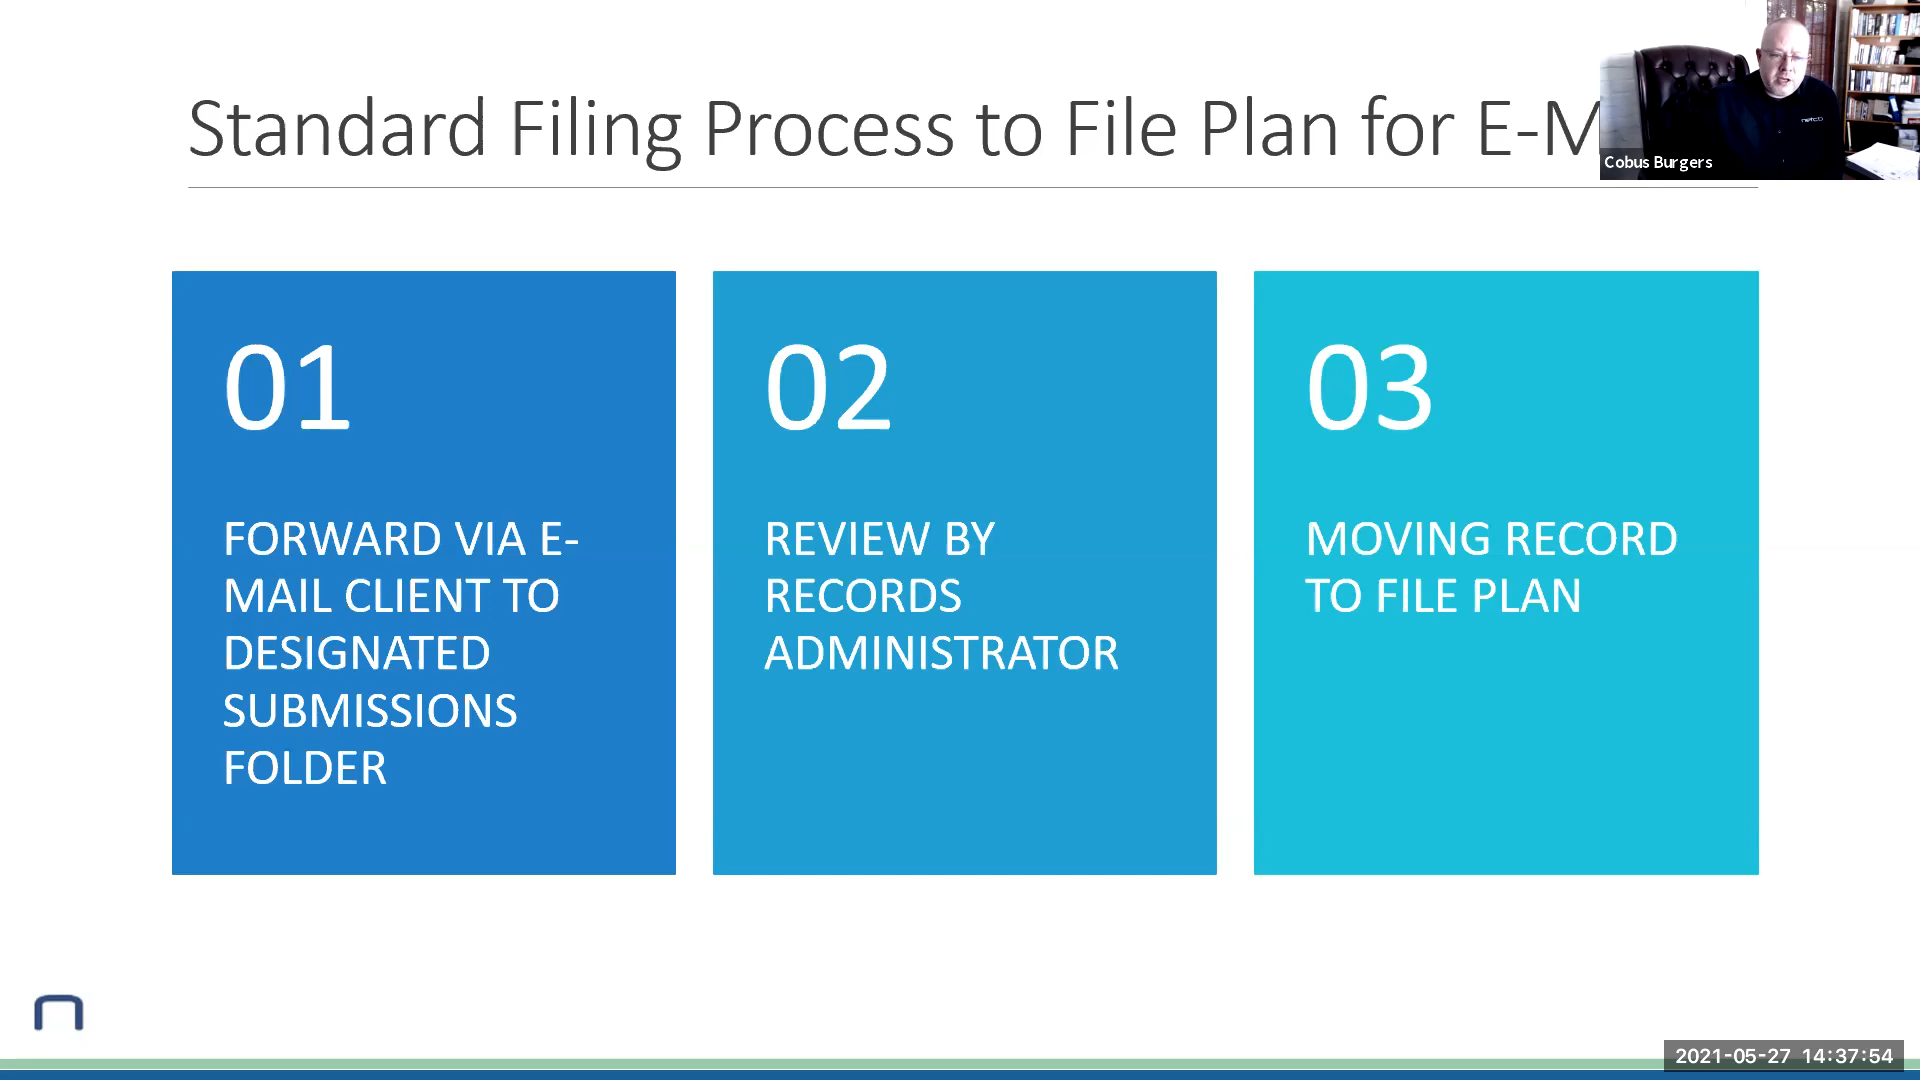 Standard Filing Process to File Plan for E-M
Cobus Burgers
01
FORWARD VIA E-
MAIL CLIENT TO
DESIGNATED
SUBMISSIONS
FOLDER
02
REVIEW BY
RECORDS
ADMINISTRATOR
03
MOVING RECORD
TO FILE PLAN
2021-05-27 14:37:54